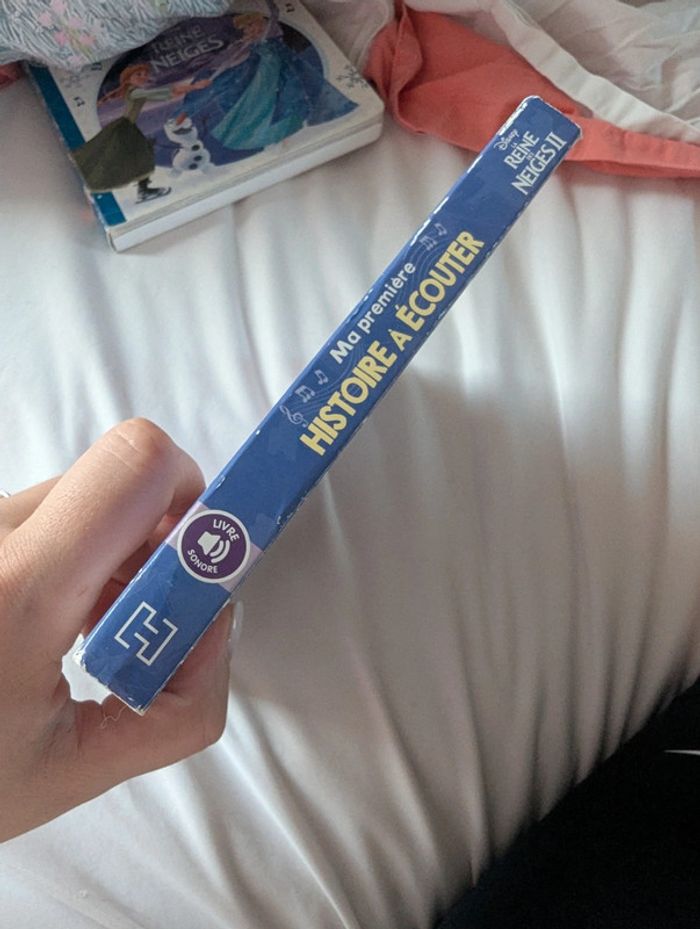 Disney
LA
REINE
DES
NEIGES II
Ma première
HISTOIRE À ÉCOUTER
LIVRE
SONORE
H
REINE
NEIGES